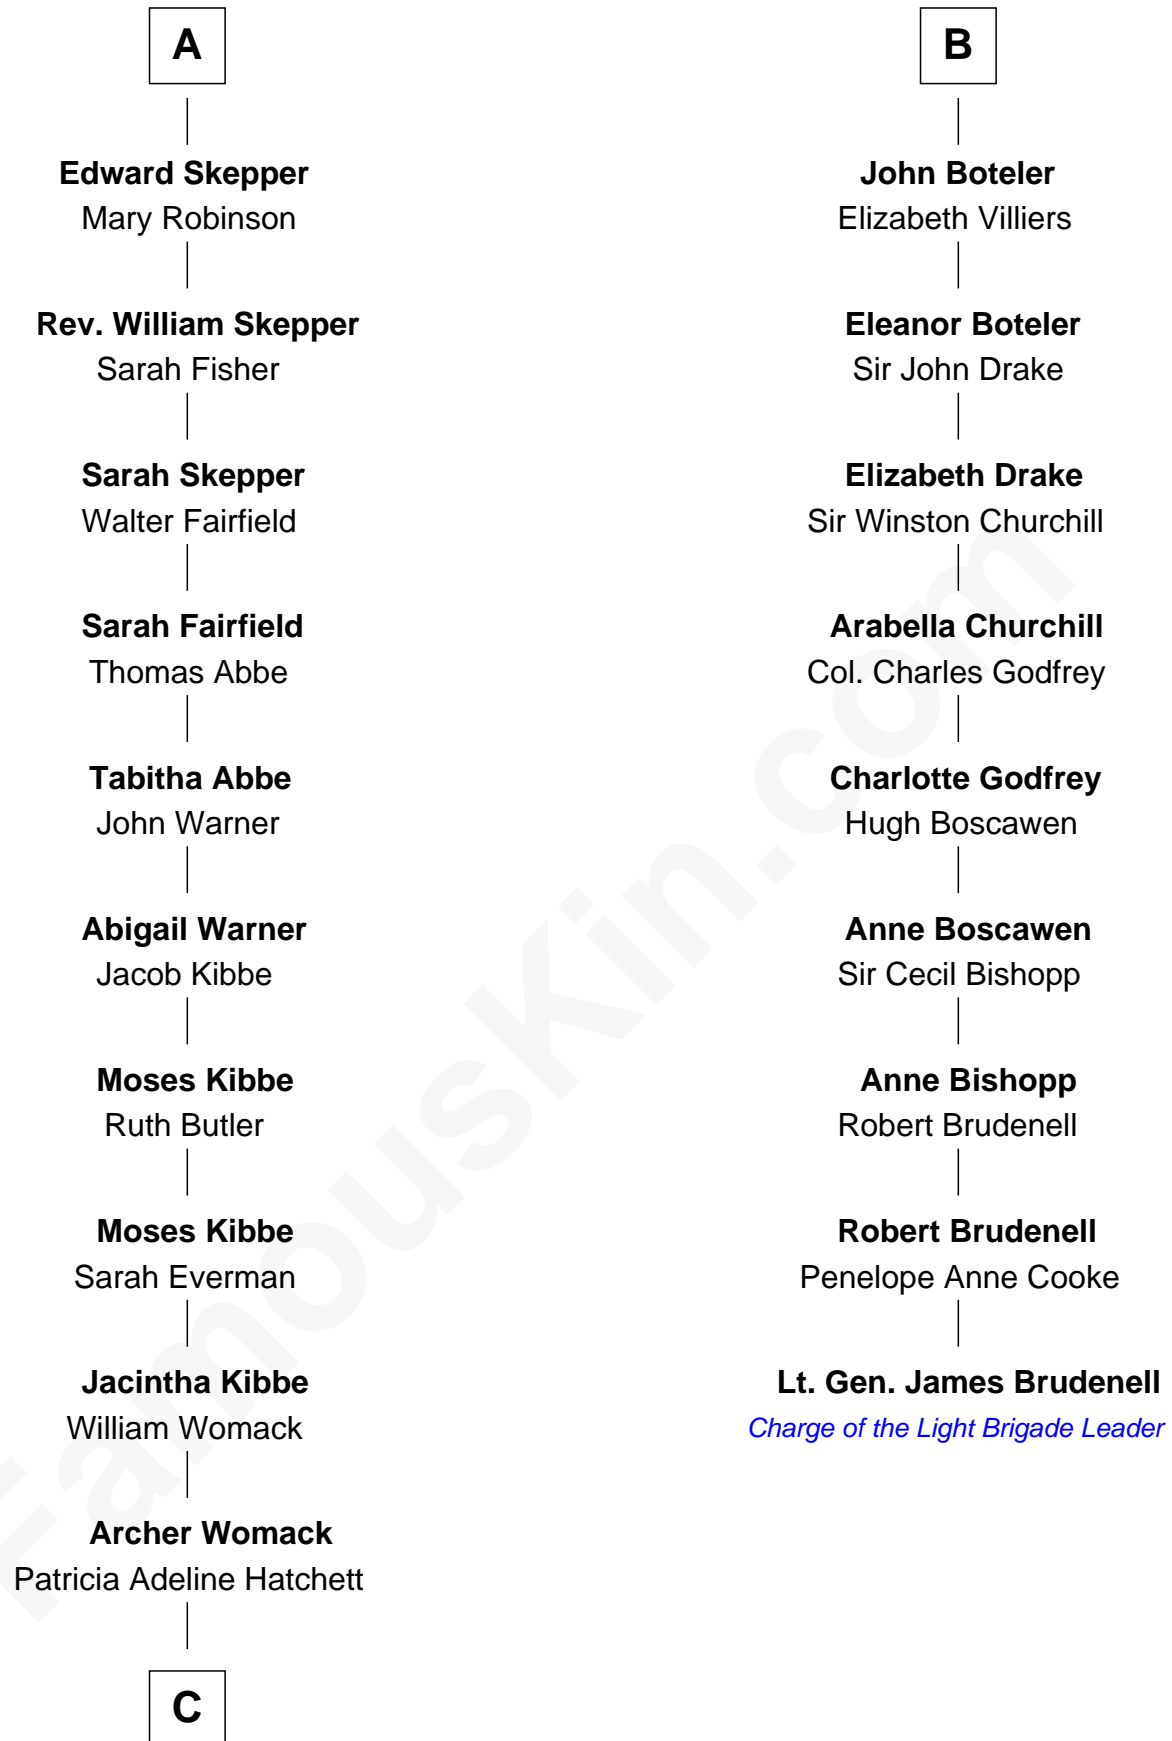 A
Edward Skepper
Mary Robinson
Rev. William Skepper
Sarah Fisher
Sarah Skepper
Walter Fairfield
Sarah Fairfield
Thomas Abbe
Tabitha Abbe
John Warner
Abigail Warner
Jacob Kibbe
Moses Kibbe
Ruth Butler
Moses Kibbe
Sarah Everman
Jacintha Kibbe
William Womack
Archer Womack
Patricia Adeline Hatchett
C
B
John Boteler
Elizabeth Villiers
Eleanor Boteler
Sir John Drake
Elizabeth Drake
Sir Winston Churchill
Arabella Churchill
Col. Charles Godfrey
Charlotte Godfrey
Hugh Boscawen
Anne Boscawen
Sir Cecil Bishopp
Anne Bishopp
Robert Brudenell
Robert Brudenell
Penelope Anne Cooke
Lt. Gen. James Brudenell
Charge of the Light Brigade Leader
FamousKin.com